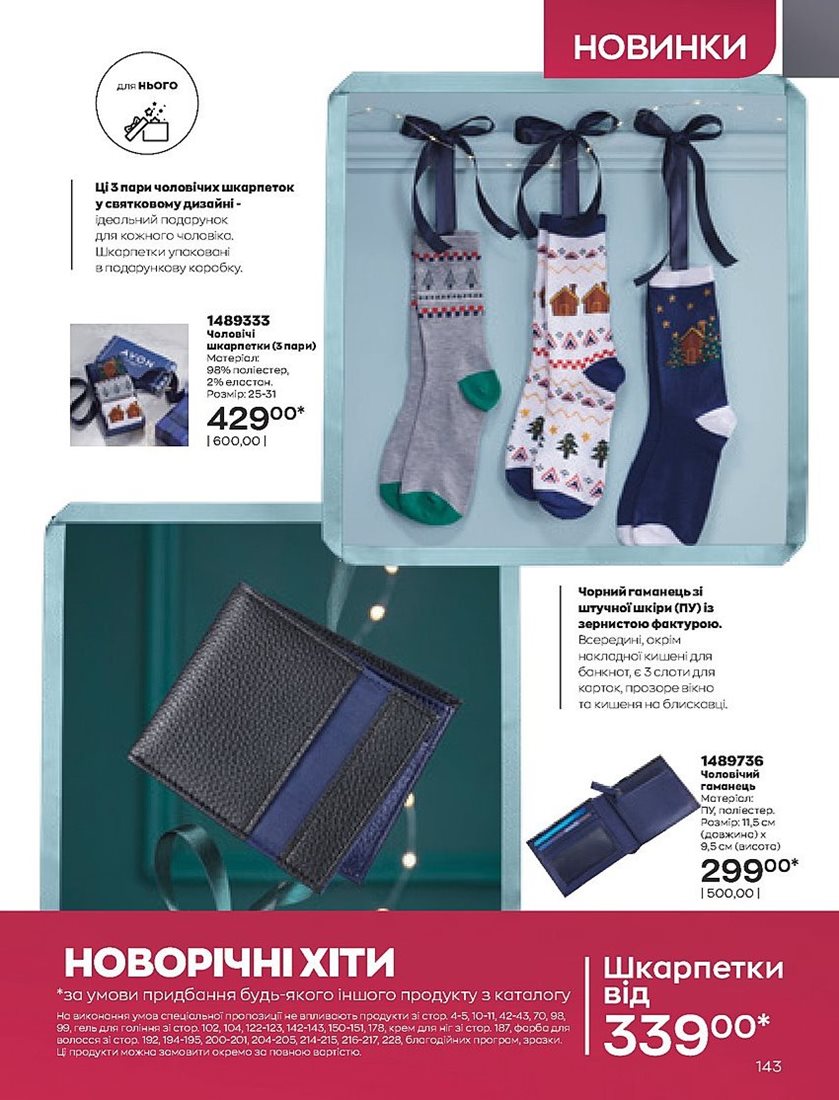 НОВИНКИ
для НЬОГО
Ці 3 пари чоловічих шкарпеток
у святковому дизайні -
ідеальний подарунок
для кожного чоловіка.
Шкарпетки упаковані
в подарункову коробку.
AVON
1489333
Чоловічі
шкарпетки (3 пари)
Матеріал:
98% поліестер,
2% еластан.
Розмір: 25-31
42900*
| 600,00 |
Чорний гаманець зі
штучної шкіри (ПУ) із
зернистою фактурою.
Всередині, окрім
накладної кишені для
банкнот, є 3 слоти для
карток, прозоре вікно
та кишеня на блискавці.
1489736
Чоловічий
гаманець
Матеріал:
ПУ, поліестер.
Розмір: 11,5 см
(довжина) х
9,5 см (висота)
29900*
| 500,00 |
НОВОРІЧНІ ХІТИ
*за умови придбання будь-якого іншого продукту з каталогу
На виконання умов спеціальної пропозиції не впливають продукти зі стор. 4-5, 10-11, 42-43, 70, 98,
99, гель для гоління зі стор. 102, 104, 122-123, 142-143, 150-151, 178, крем для ніг зі стор. 187, фарба для
волосся зі стор. 192, 194-195, 200-201, 204-205, 214-215, 216-217, 228, благодійних програм, зразки.
Ці продукти можна замовити окремо за повною вартістю.
Шкарпетки
від
33900*
143